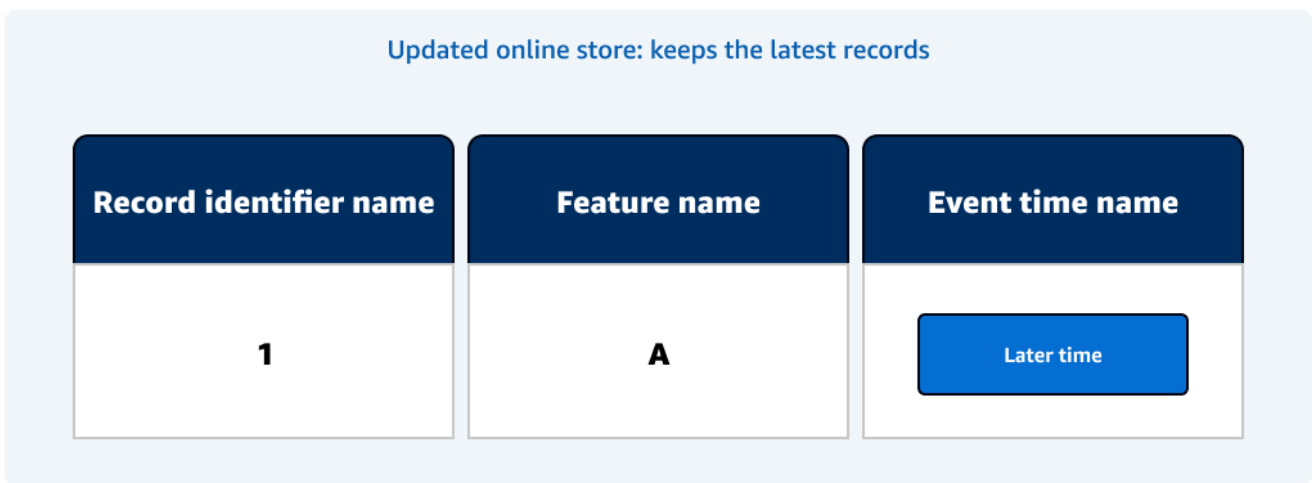 Updated online store: keeps the latest records
Record identifier name Feature name Event time name
1 A Later time